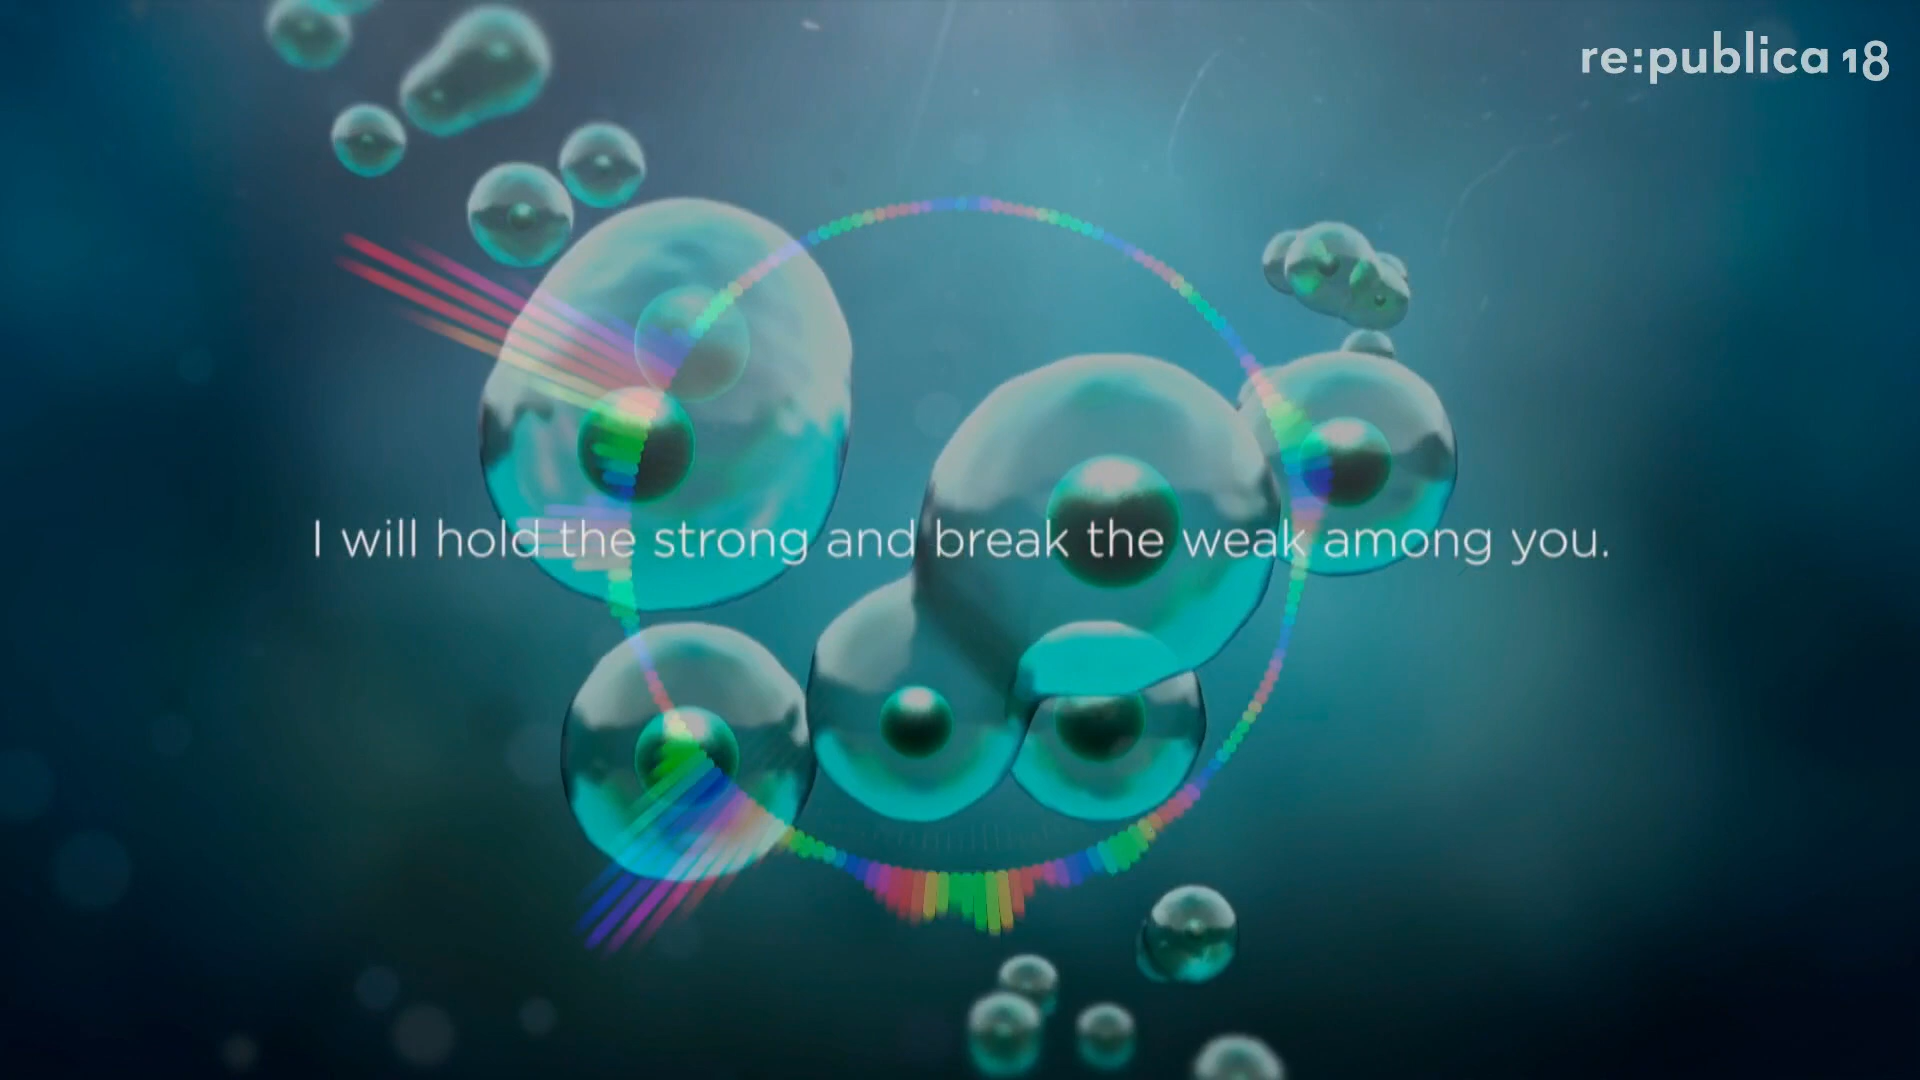 re:publica 18
I will hold the strong and break the weak among you.